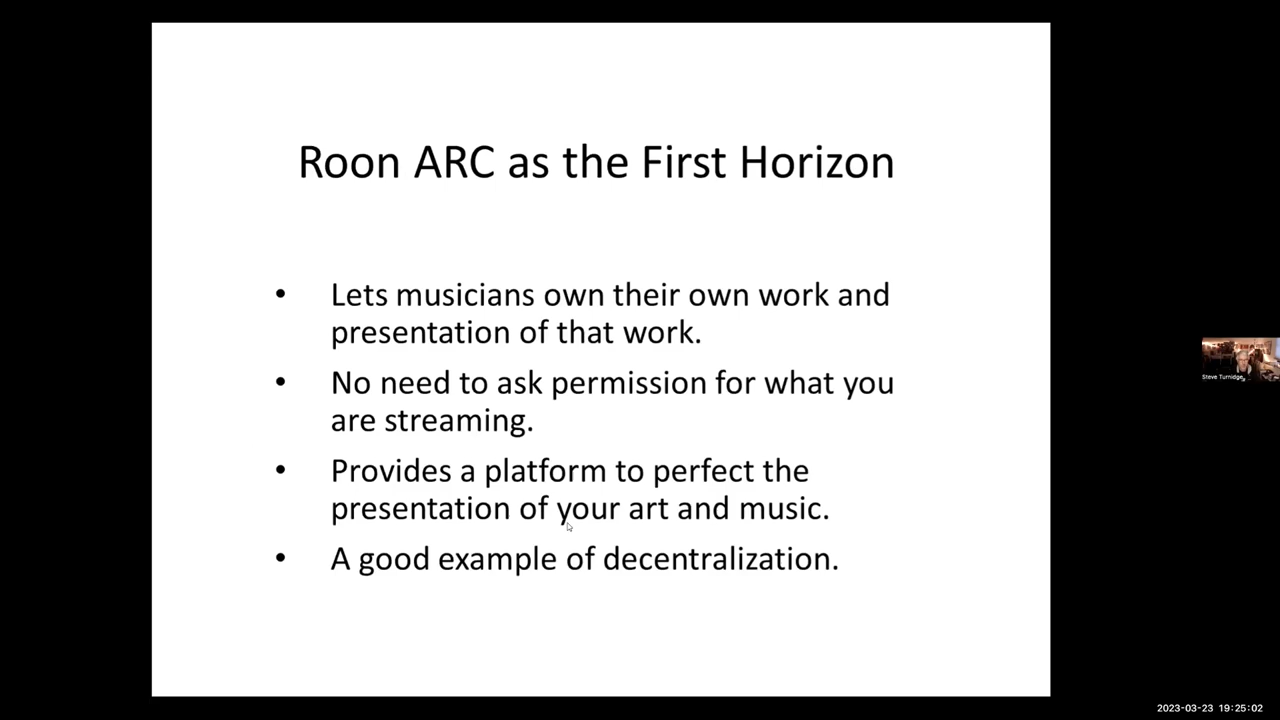 Roon ARC as the First Horizon
• Lets musicians own their own work and
presentation of that work.
• No need to ask permission for what you
are streaming.
• Provides a platform to perfect the
presentation of your art and music.
• A good example of decentralization.
Steve Turnidge
2023-03-23 19:25:02